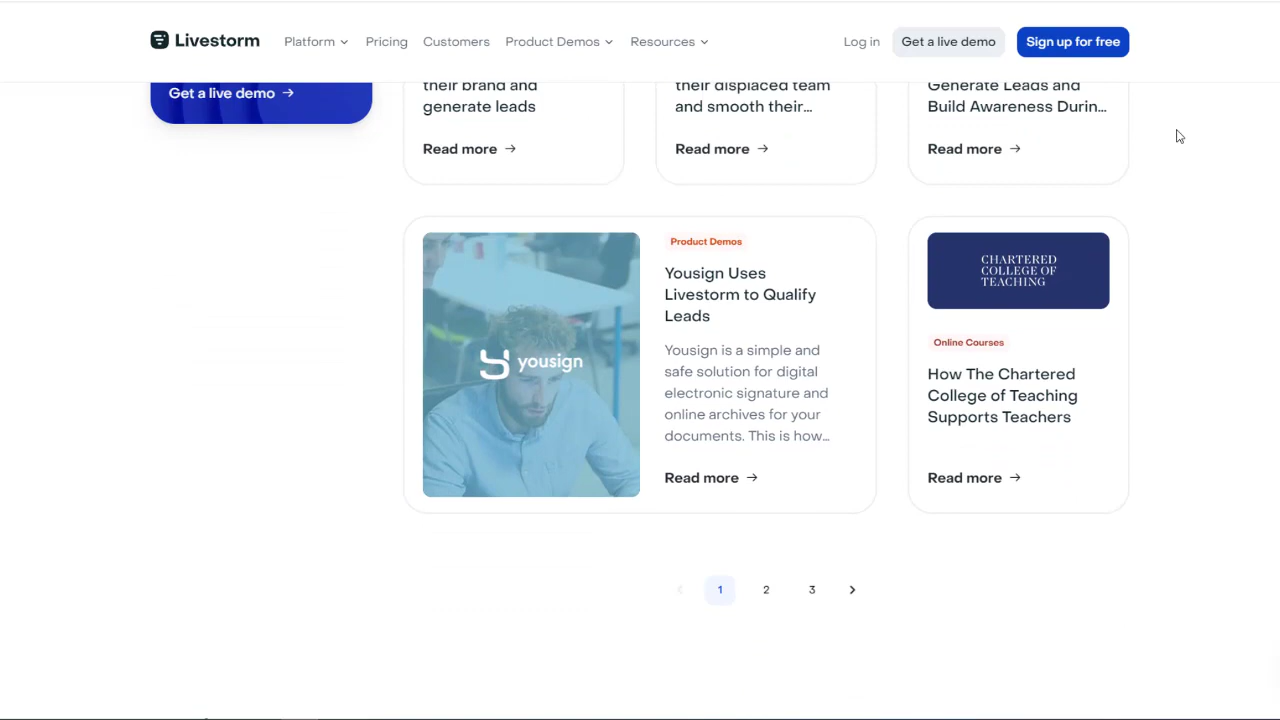 Livestorm
Platform
Pricing
Customers
Product Demos
Resources
Log in
Get a live demo
Sign up for free
Get a live demo
their brand and
generate leads
Read more
their displaced team
and smooth their...
Read more
Generate Leads and
Build Awareness Durin...
Read more
yousign
Product Demos
Yousign Uses
Livestorm to Qualify
Leads
Yousign is a simple and
safe solution for digital
electronic signature and
online archives for your
documents. This is how...
Read more
CHARTERED
COLLEGE OF
TEACHING
Online Courses
How The Chartered
College of Teaching
Supports Teachers
Read more
1 2 3